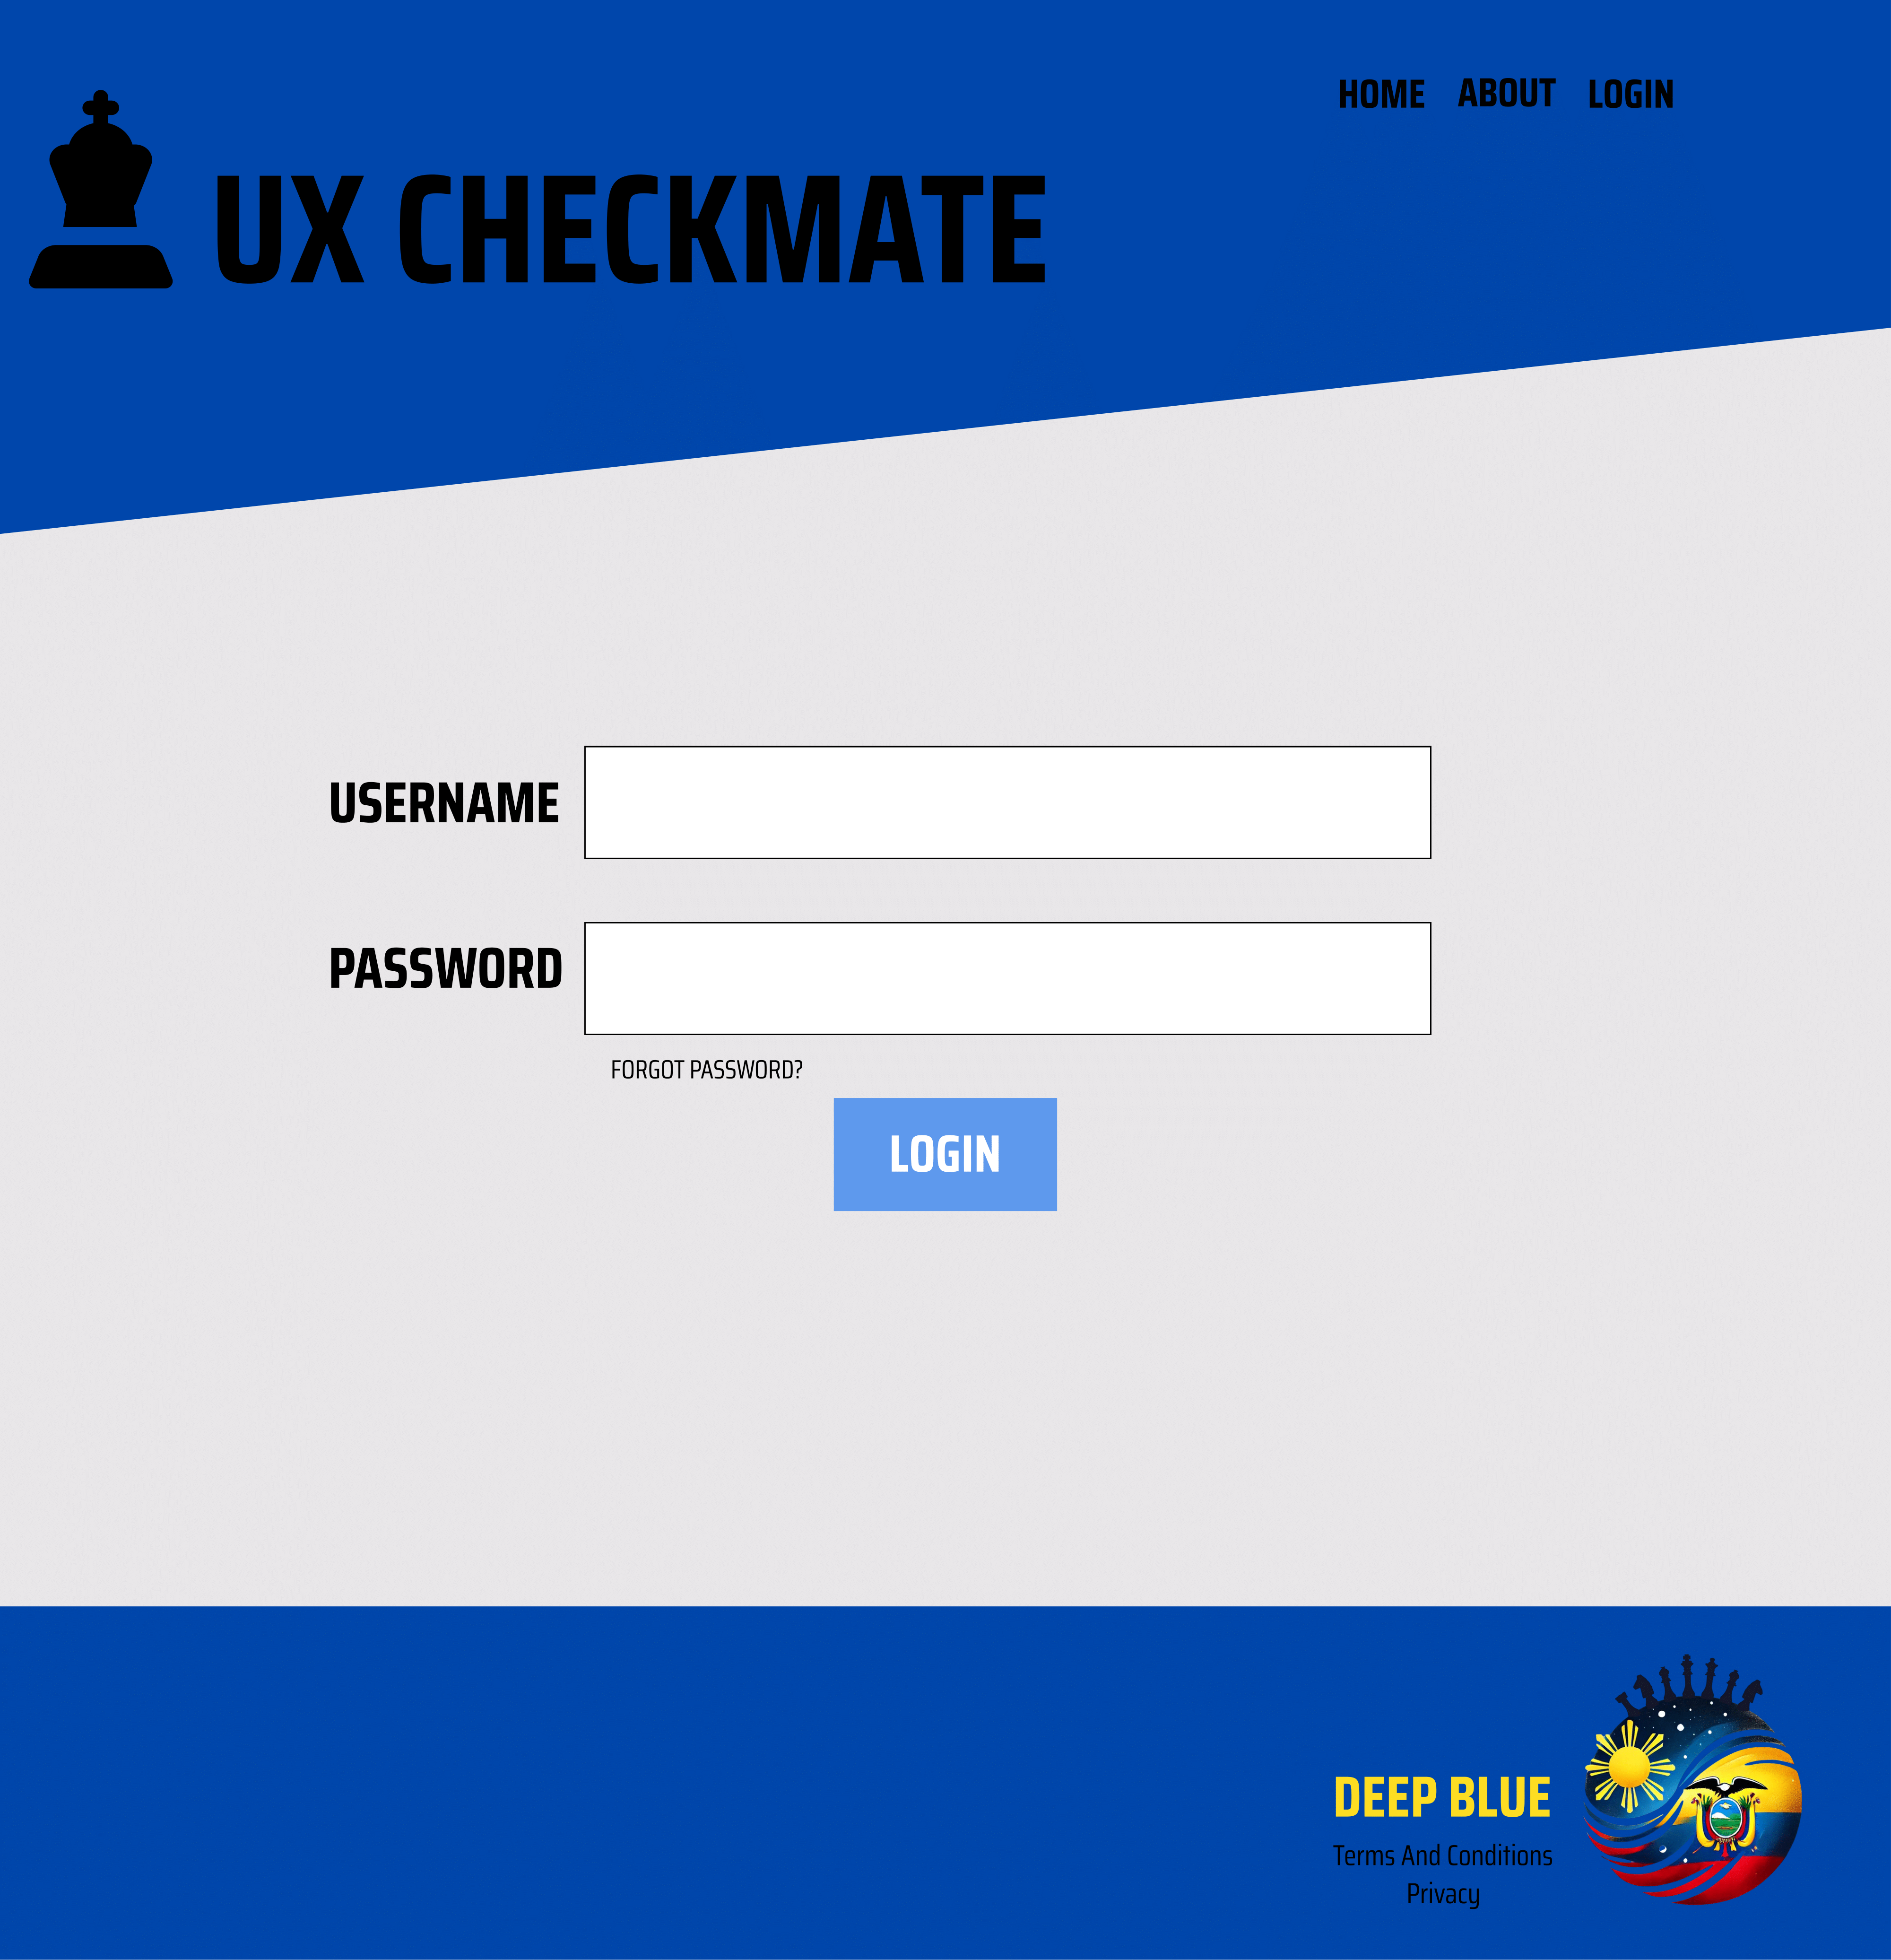 HOME ABOUT LOGIN
UX CHECKMATE
USERNAME
PASSWORD
FORGOT PASSWORD?
LOGIN
DEEP BLUE
Terms And Conditions
Privacy